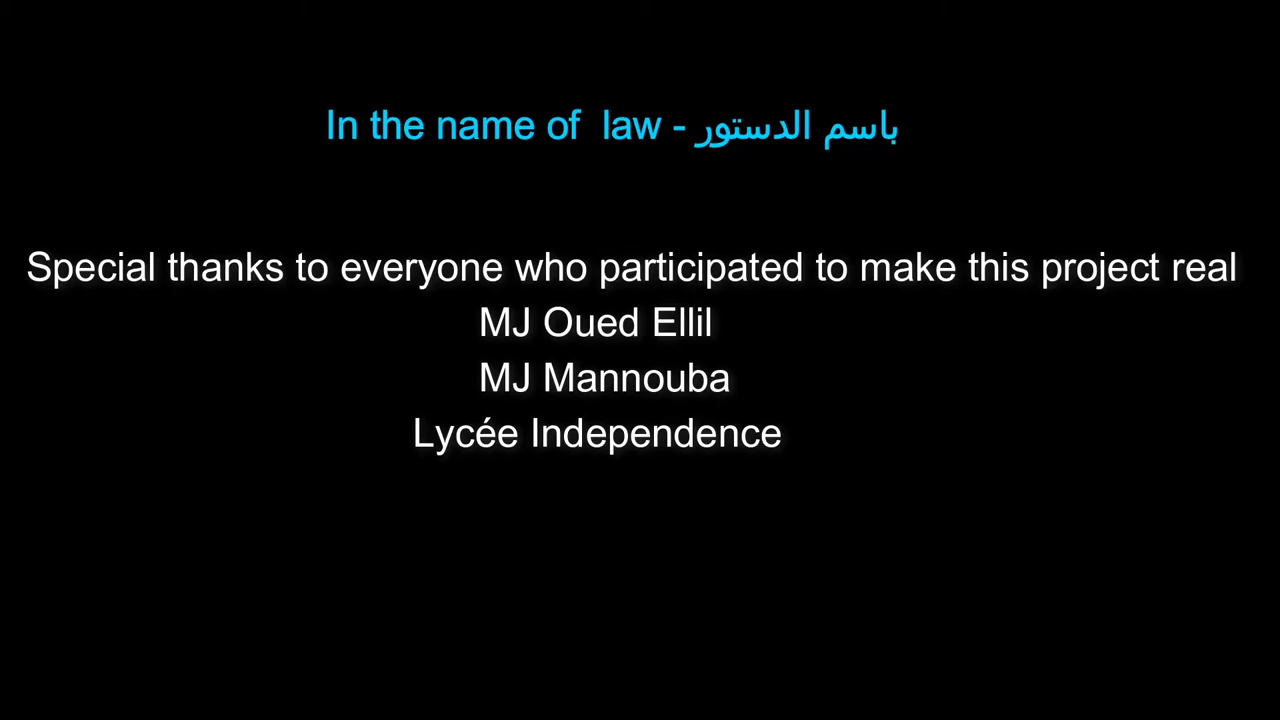 In the name of  law - باسم الدستور
Special thanks to everyone who participated to make this project real
MJ Oued Ellil
MJ Mannouba
Lycée Independence